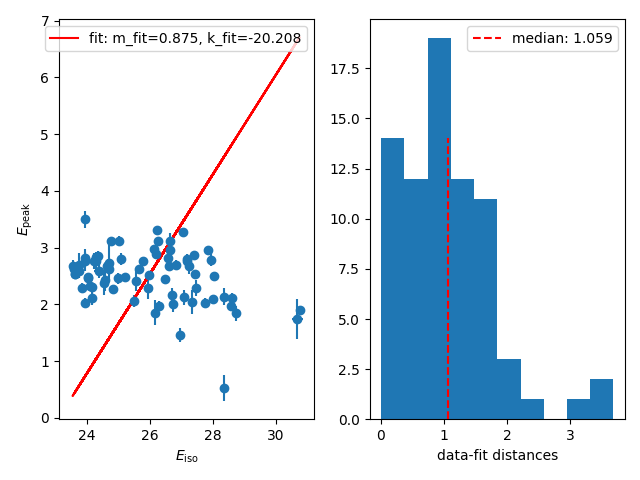 fit: m_fit=0.875, k_fit=-20.208
7
6
5
4
3
2
1
0
E_peak
24 26 28 30
E_iso
median: 1.059
17.5
15.0
12.5
10.0
7.5
5.0
2.5
0.0
0 1 2 3
data-fit distances